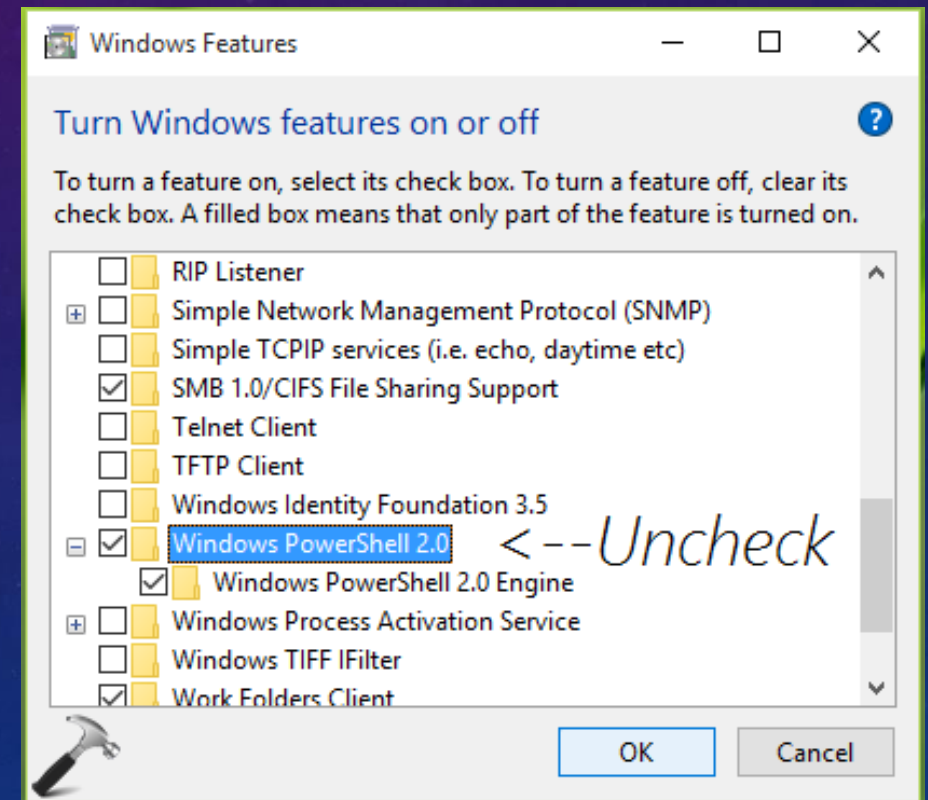 Windows Features
Turn Windows features on or off
?
To turn a feature on, select its check box. To turn a feature off, clear its
check box. A filled box means that only part of the feature is turned on.
RIP Listener
Simple Network Management Protocol (SNMP)
Simple TCPIP services (i.e. echo, daytime etc)
SMB 1.0/CIFS File Sharing Support
Telnet Client
TFTP Client
Windows Identity Foundation 3.5
Windows PowerShell 2.0 <--Uncheck
Windows PowerShell 2.0 Engine
Windows Process Activation Service
Windows TIFF IFilter
Work Folders Client
OK Cancel